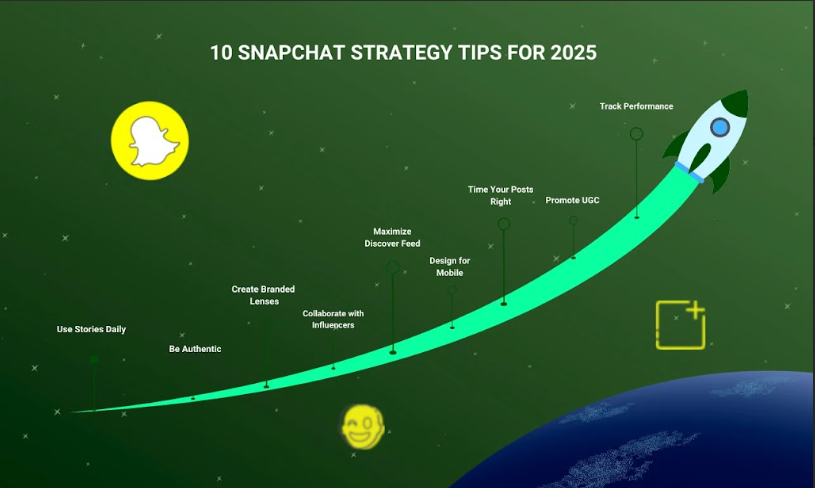 10 SNAPCHAT STRATEGY TIPS FOR 2025
Use Stories Daily
Be Authentic
Create Branded
Lenses
Collaborate with
Influencers
Maximize
Discover Feed
Design for
Mobile
Time Your Posts
Right
Promote UGC
Track Performance